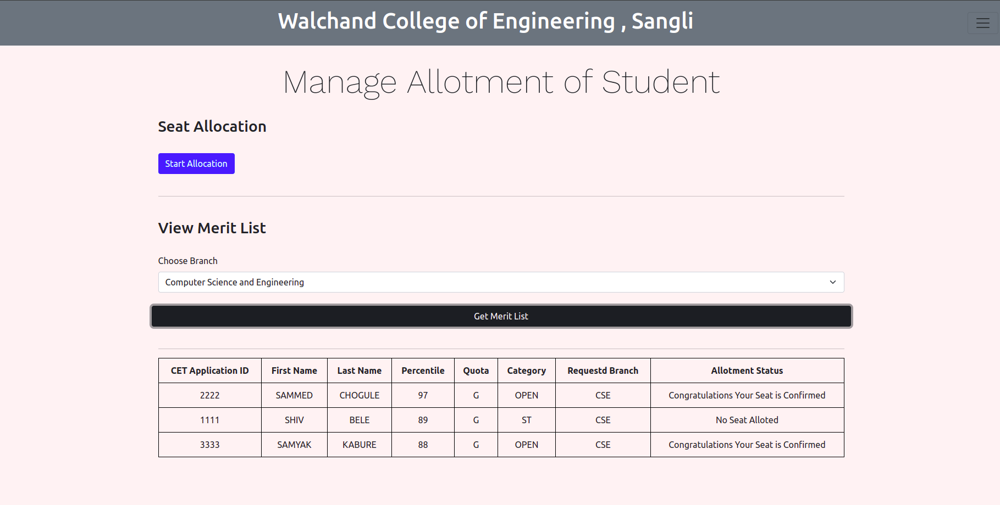 Walchand College of Engineering , Sangli
Manage Allotment of Student
Seat Allocation
Start Allocation
View Merit List
Choose Branch
Computer Science and Engineering
Get Merit List
CET Application ID First Name Last Name Percentile Quota Category Requestd Branch Allotment Status
2222 SAMMED CHOGULE 97 G OPEN CSE Congratulations Your Seat is Confirmed
1111 SHIV BELE 89 G ST CSE No Seat Alloted
3333 SAMYAK KABURE 88 G OPEN CSE Congratulations Your Seat is Confirmed